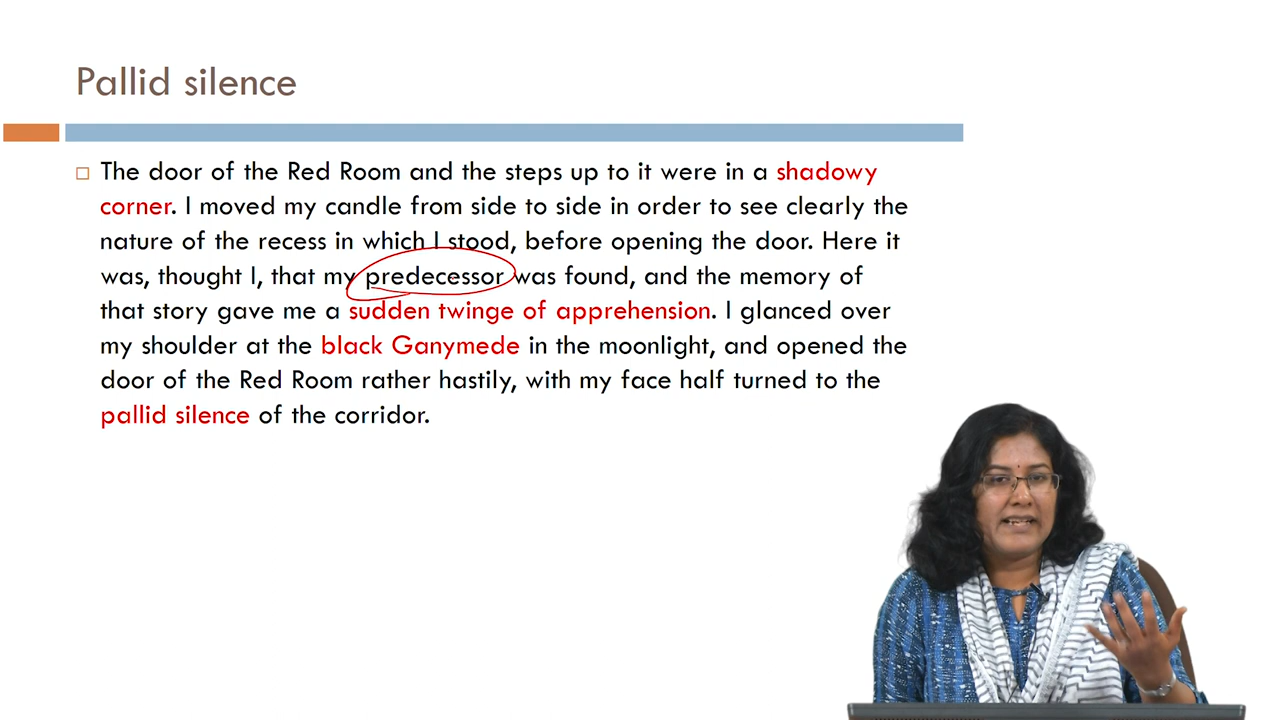 Pallid silence
The door of the Red Room and the steps up to it were in a shadowy
corner. I moved my candle from side to side in order to see clearly the
nature of the recess in which I stood, before opening the door. Here it
was, thought I, that my predecessor was found, and the memory of
that story gave me a sudden twinge of apprehension. I glanced over
my shoulder at the black Ganymede in the moonlight, and opened the
door of the Red Room rather hastily, with my face half turned to the
pallid silence of the corridor.